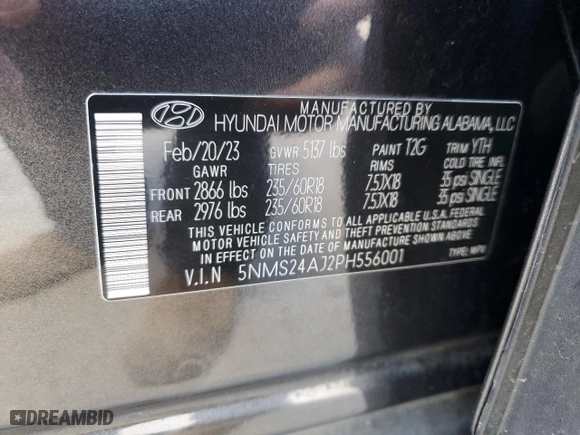 MANUFACTURED BY
HYUNDAI MOTOR MANUFACTURING ALABAMA, LLC
Feb/20/23 GVWR 5137 lbs PAINT T2G TRIM YTH
GAWR TIRES RIMS COLD TIRE INFL
FRONT 2866 lbs 235/60R18 7.5JX18 35 psi SINGLE
REAR 2976 lbs 235/60R18 7.5JX18 35 psi SINGLE
THIS VEHICLE CONFORMS TO ALL APPLICABLE U.S.A. FEDERAL
MOTOR VEHICLE SAFETY AND THEFT PREVENTION STANDARDS
IN EFFECT ON THE DATE OF MANUFACTURE SHOWN ABOVE.
V.I.N 5NMS24AJ2PH556001 TYPE: MPV
DREAMBID